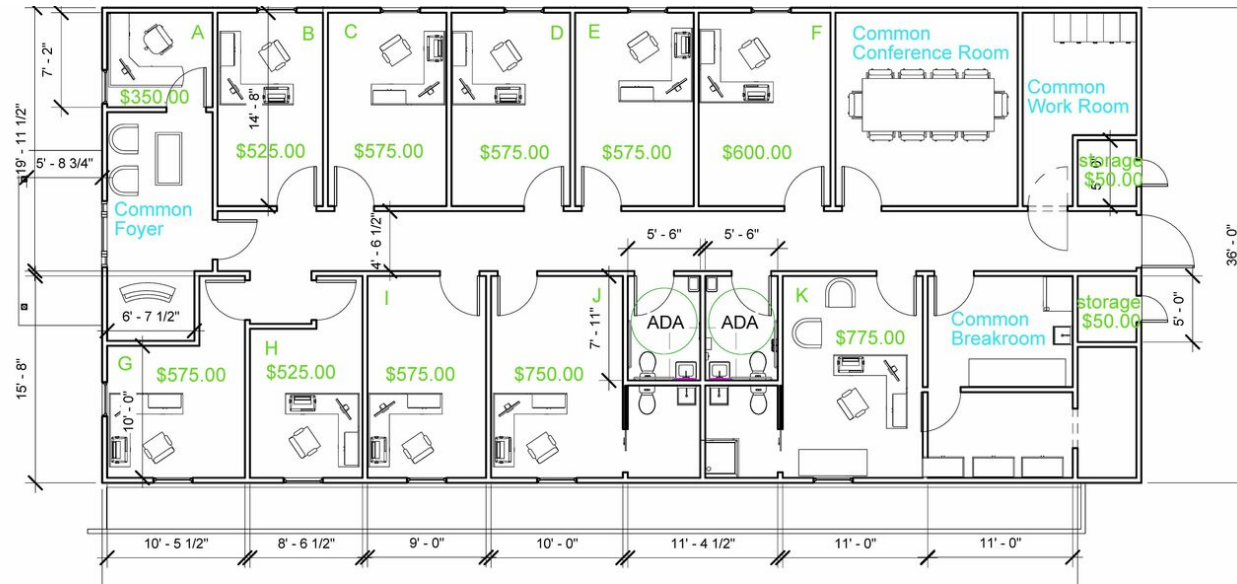 A
B
C
D
E
F
Common
Conference Room
Common
Work Room
7' - 2"
$350.00
14' - 8"
$525.00
$575.00
$575.00
$575.00
$600.00
storage
$50.00
5' - 0"
19' - 11 1/2"
5' - 8 3/4"
Common
Foyer
4' - 6 1/2"
5' - 6"
5' - 6"
36' - 0"
6' - 7 1/2"
I
J
7' - 11"
ADA
ADA
K
$775.00
Common
Breakroom
storage
$50.00
5' - 0"
G
$575.00
H
$525.00
$575.00
$750.00
15' - 8"
10' - 0"
10' - 5 1/2"
8' - 6 1/2"
9' - 0"
10' - 0"
11' - 4 1/2"
11' - 0"
11' - 0"